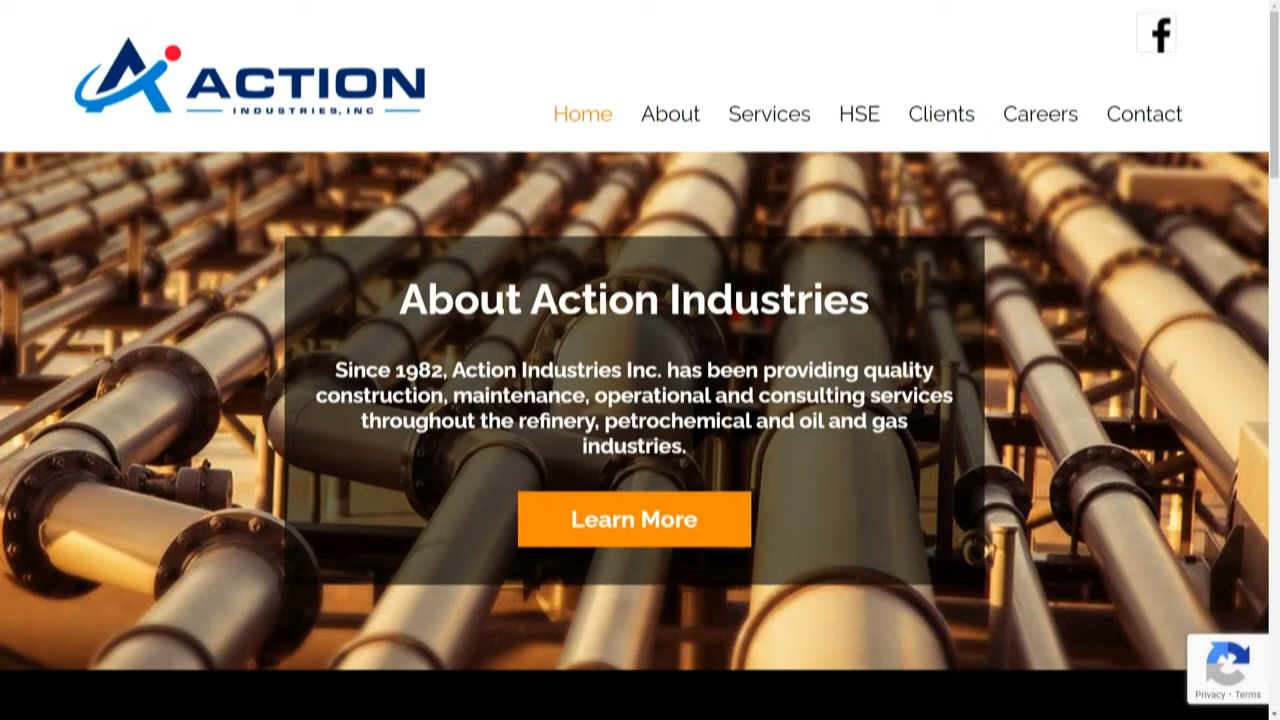 ACTION
INDUSTRIES, INC
Home About Services HSE Clients Careers Contact
About Action Industries
Since 1982, Action Industries Inc. has been providing quality
construction, maintenance, operational and consulting services
throughout the refinery, petrochemical and oil and gas
industries.
Learn More
Privacy - Terms